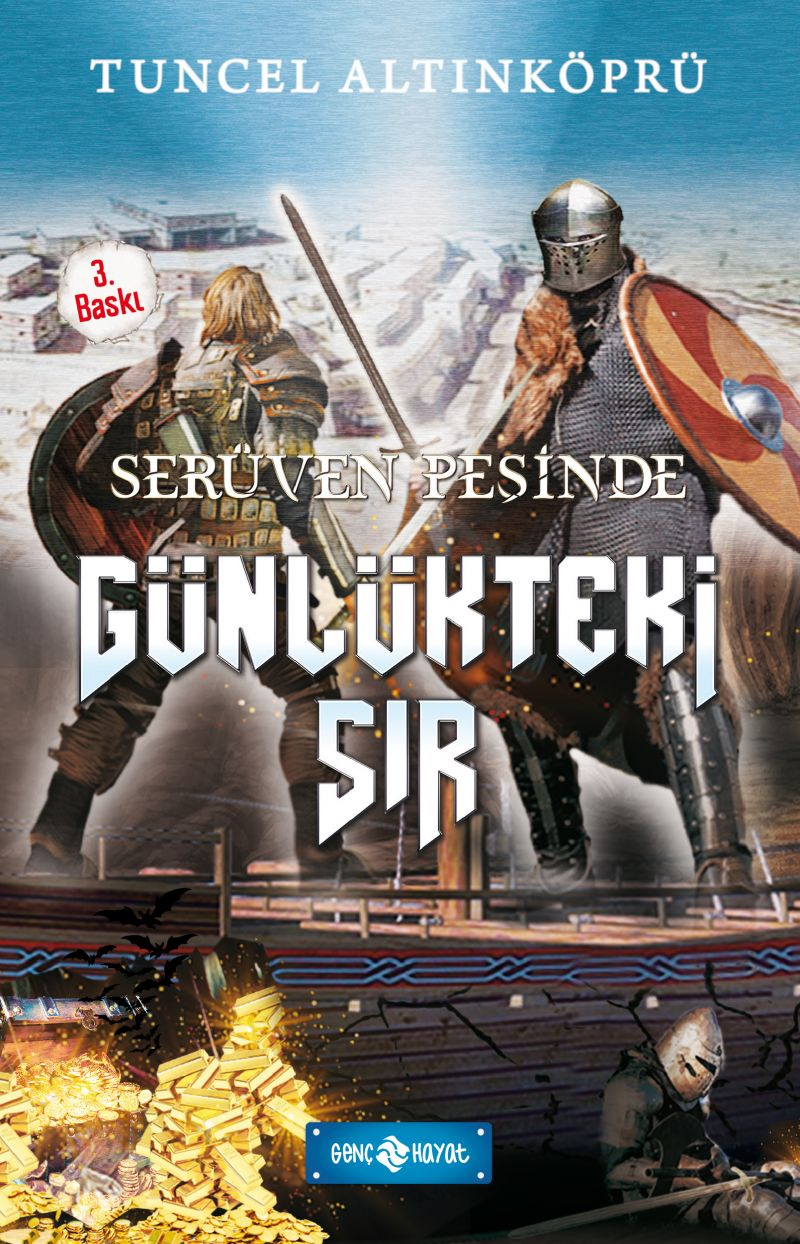 TUNCEL ALTINKÖPRÜ
3.
Baskı
SERÜVEN PEŞİNDE
GÜNLÜKTEKİ
SIR
GENÇ HAYAT